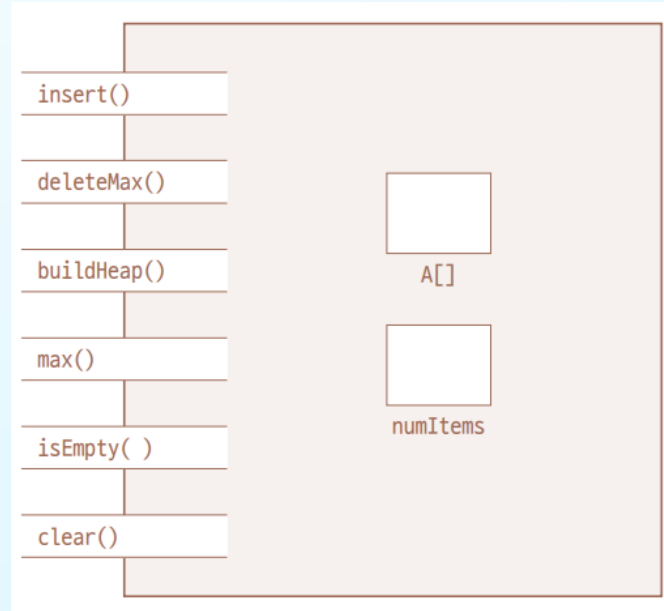 insert()
deleteMax()
buildHeap()
max()
isEmpty( )
clear()
A[]
numItems